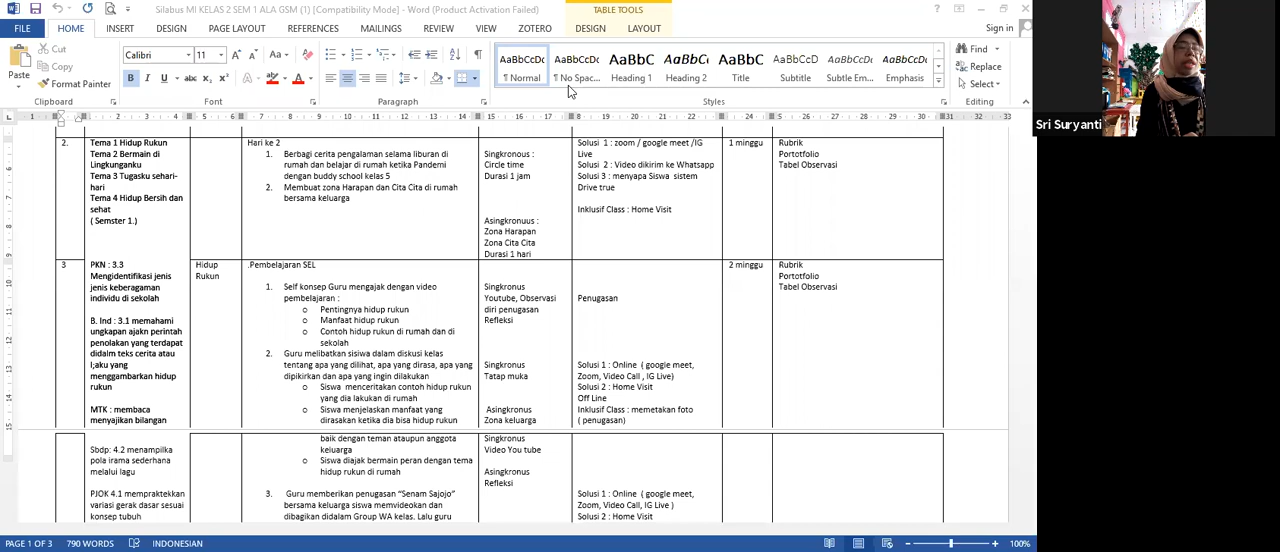 Silabus MI KELAS 2 SEM 1 ALA GSM (1) [Compatibility Mode] - Word (Product Activation Failed)
TABLE TOOLS
FILE HOME INSERT DESIGN PAGE LAYOUT REFERENCES MAILINGS REVIEW VIEW ZOTERO DESIGN LAYOUT Sign in
Paste
Cut
Copy
Format Painter
Clipboard
Calibri 11
Font
Paragraph
AaBbCcDc AaBbCcDc AaBbC AaBbCc AaBbC AaBbCcD AaBbCcDc AaBbCcDc
¶ Normal ¶ No Spac... Heading 1 Heading 2 Title Subtitle Subtle Em... Emphasis
Styles
Find
Replace
Select
Editing
Sri Suryanti
2.
Tema 1 Hidup Rukun
Tema 2 Bermain di
Lingkunganku
Tema 3 Tugasku sehari-
hari
Tema 4 Hidup Bersih dan
sehat
( Semster 1.)
Hari ke 2
1. Berbagi cerita pengalaman selama liburan di
rumah dan belajar di rumah ketika Pandemi
dengan buddy school kelas 5
2. Membuat zona Harapan dan Cita Cita di rumah
bersama keluarga
Singkronous :
Circle time
Durasi 1 jam
Asingkronuus :
Zona Harapan
Zona Cita Cita
Durasi 1 hari
Solusi 1 : zoom / google meet /IG
Live
Solusi 2 : Video dikirim ke Whatsapp
Solusi 3 : menyapa Siswa sistem
Drive true
Inklusif Class : Home Visit
1 minggu
Rubrik
Portotfolio
Tabel Observasi
3
PKN : 3.3
Mengidentifikasi jenis
jenis keberagaman
individu di sekolah
B. Ind : 3.1 memahami
ungkapan ajakn perintah
penolakan yang terdapat
didalm teks cerita atau
l;aku yang
menggambarkan hidup
rukun
MTK : membaca
menyajikan bilangan
Sbdp: 4.2 menampilka
pola irama sederhana
melalui lagu
PJOK 4.1 mempraktekkan
variasi gerak dasar sesuai
konsep tubuh
Hidup
Rukun
.Pembelajaran SEL
1. Self konsep Guru mengajak dengan video
pembelajaran :
o Pentingnya hidup rukun
o Manfaat hidup rukun
o Contoh hidup rukun di rumah dan di
sekolah
2. Guru melibatkan sisiwa dalam diskusi kelas
tentang apa yang dilihat, apa yang dirasa, apa yang
dipikirkan dan apa yang ingin dilakukan
o Siswa menceritakan contoh hidup rukun
yang dia lakukan di rumah
o Siswa menjelaskan manfaat yang
dirasakan ketika dia bisa hidup rukun
baik dengan teman ataupun anggota
keluarga
o Siswa diajak bermain peran dengan tema
hidup rukun di rumah
3. Guru memberikan penugasan “Senam Sajojo”
bersama keluarga siswa memvideokan dan
dibagikan didalam Group WA kelas. Lalu guru
Singkronus
Youtube, Observasi
diri penugasan
Refleksi
Singkronus
Tatap muka
Asingkronus
Zona keluarga
Singkronus
Video You tube
Asingkronus
Refleksi
Penugasan
Solusi 1 : Online ( google meet,
Zoom, Video Call , IG Live)
Solusi 2 : Home Visit
Off Line
Inklusif Class : memetakan foto
( penugasan)
Solusi 1 : Online ( google meet,
Zoom, Video Call, IG Live )
Solusi 2 : Home Visit
2 minggu
Rubrik
Portotfolio
Tabel Observasi
PAGE 1 OF 3 790 WORDS INDONESIAN 100%